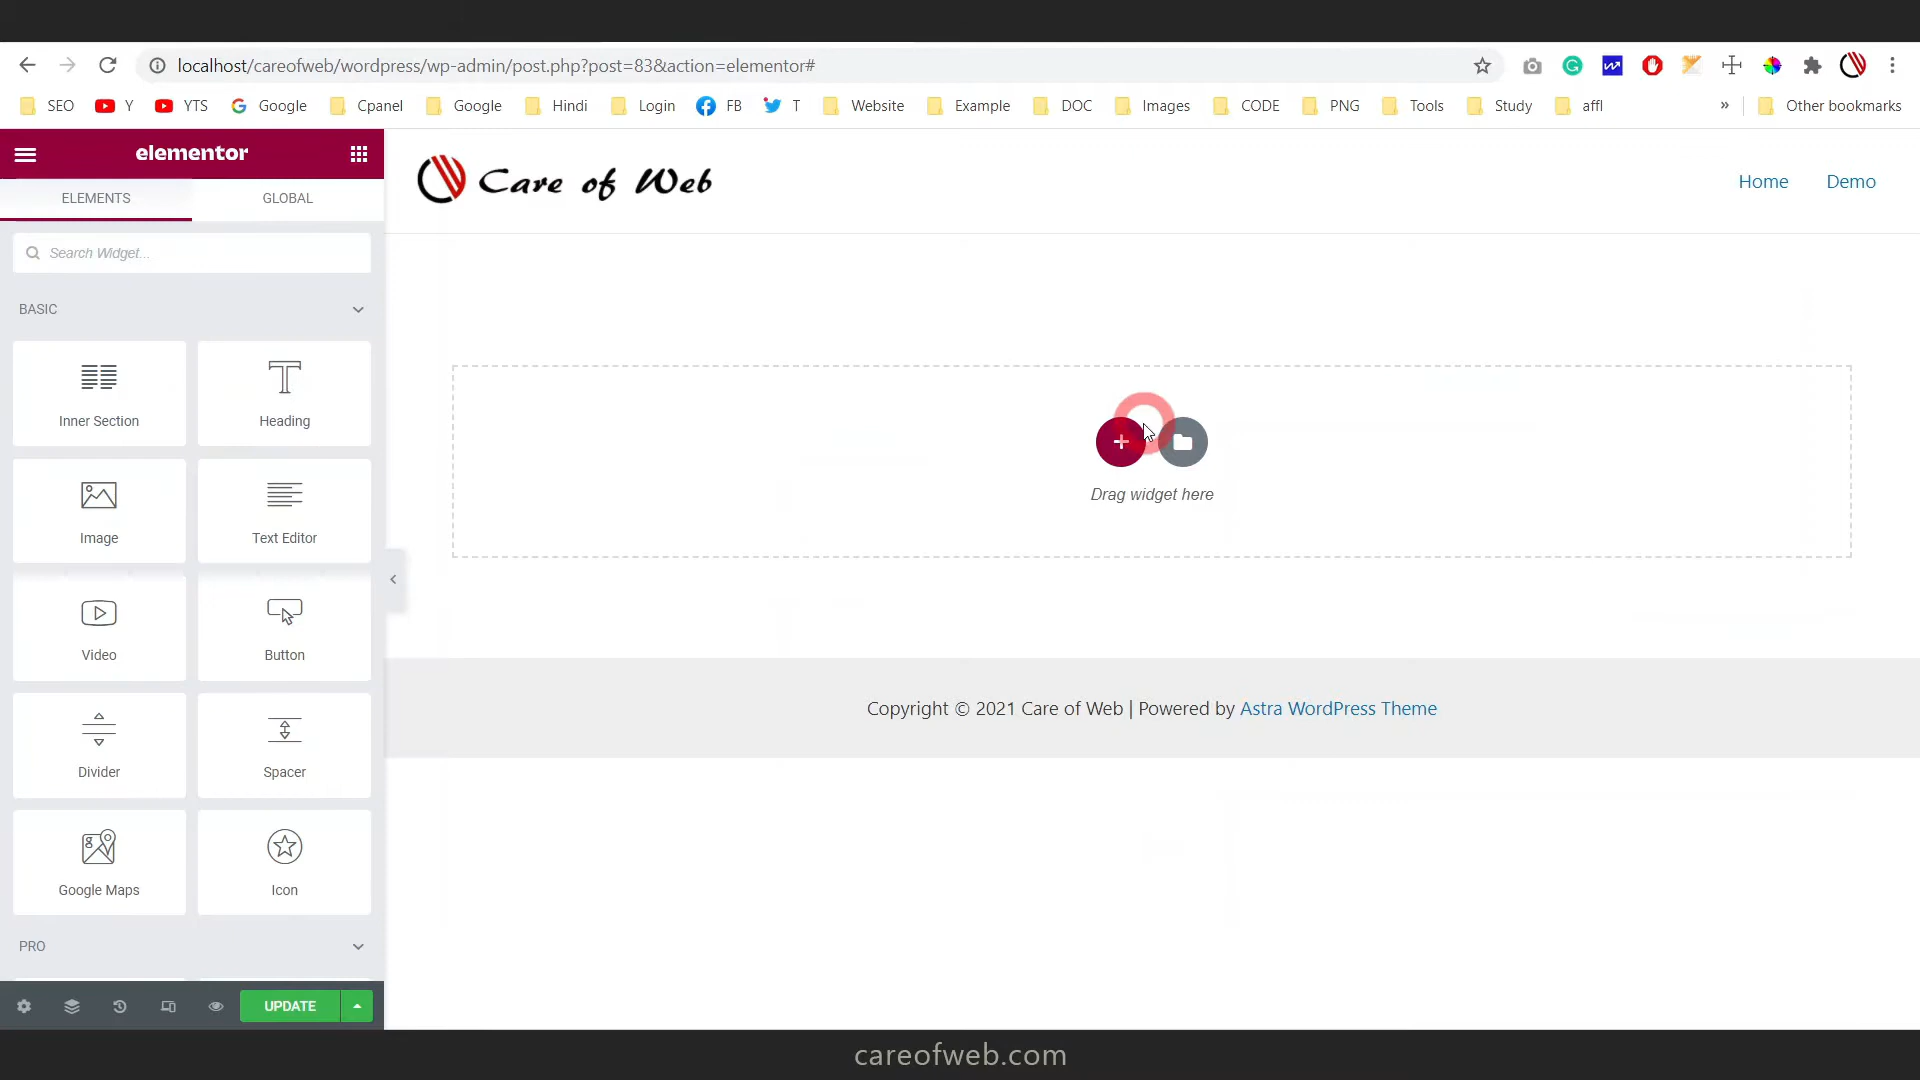 localhost/careofweb/wordpress/wp-admin/post.php?post=83&action=elementor#
SEO Y YTS Google Cpanel Google Hindi Login FB T Website Example DOC Images CODE PNG Tools Study affl » Other bookmarks
elementor
ELEMENTS GLOBAL
Search Widget...
BASIC
Inner Section Heading
Image Text Editor
Video Button
Divider Spacer
Google Maps Icon
PRO
UPDATE
Care of Web
Home Demo
Drag widget here
Copyright © 2021 Care of Web | Powered by Astra WordPress Theme
careofweb.com